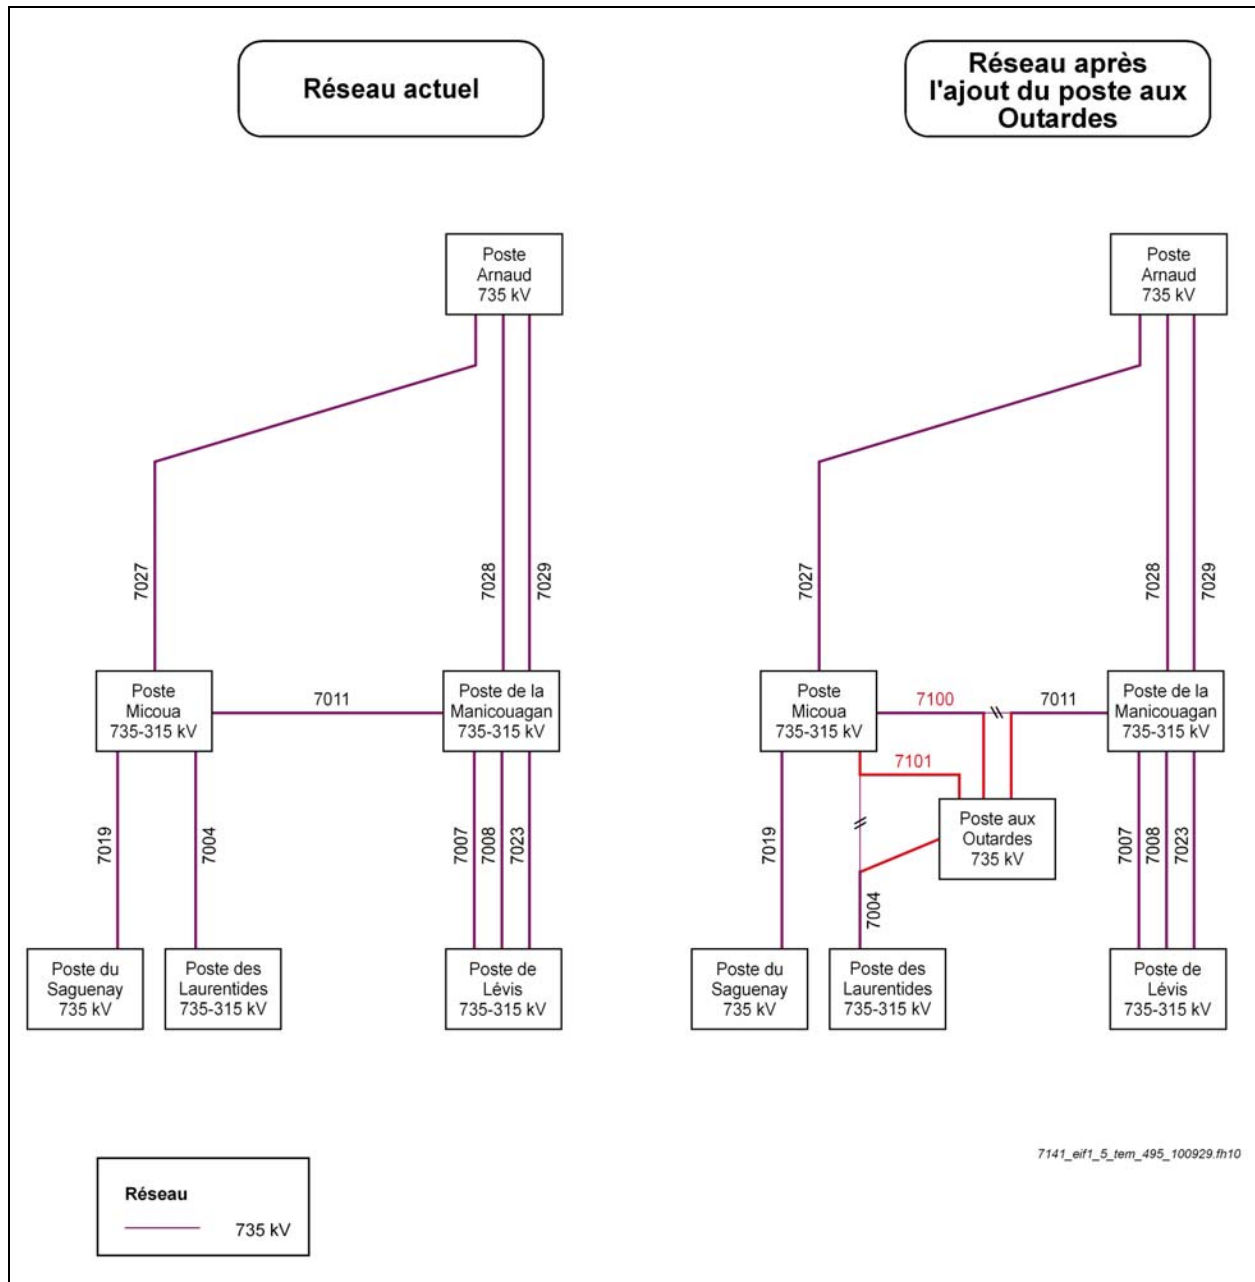 Réseau actuel
Réseau après
l'ajout du poste aux
Outardes
Poste
Arnaud
735 kV
7027
7028
7029
Poste
Micoua
735-315 kV
7011
Poste de la
Manicouagan
735-315 kV
7019
7004
7007
7008
7023
Poste du
Saguenay
735 kV
Poste des
Laurentides
735-315 kV
Poste de
Lévis
735-315 kV
Poste
Arnaud
735 kV
7027
7028
7029
Poste
Micoua
735-315 kV
7100
7011
Poste de la
Manicouagan
735-315 kV
7101
Poste aux
Outardes
735 kV
7019
7004
7007
7008
7023
Poste du
Saguenay
735 kV
Poste des
Laurentides
735-315 kV
Poste de
Lévis
735-315 kV
7141_eif1_5_tem_495_100929.fh10
Réseau
735 kV